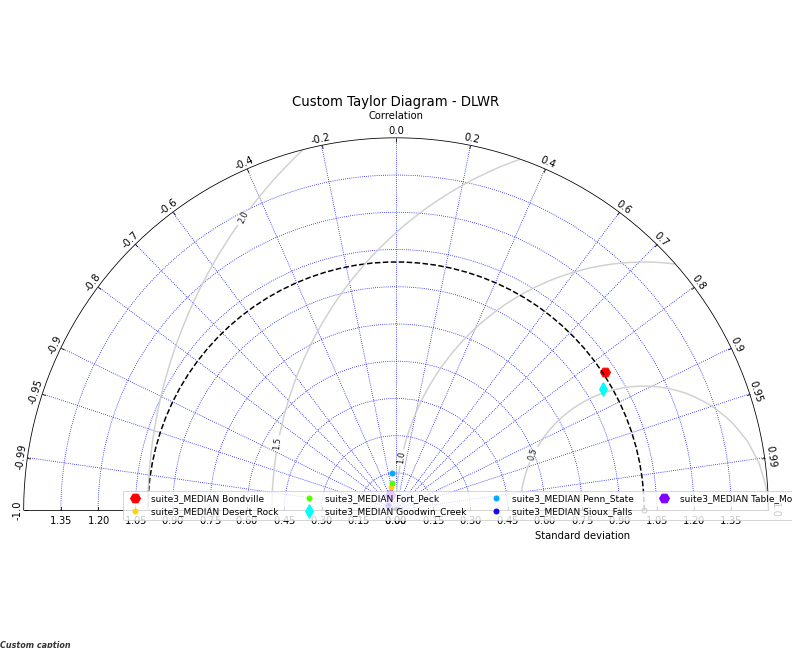 Custom Taylor Diagram - DLWR
Correlation
0.0
-0.2
0.2
-0.4
0.4
-0.6
0.6
-0.7
0.7
-0.8
0.8
-0.9
0.9
-0.95
0.95
-0.99
0.99
-1.0
2.0
1.5
1.0
0.5
suite3_MEDIAN Bondville
suite3_MEDIAN Fort_Peck
suite3_MEDIAN Penn_State
suite3_MEDIAN Table_Mo
suite3_MEDIAN Desert_Rock
suite3_MEDIAN Goodwin_Creek
suite3_MEDIAN Sioux_Falls
1.35 1.20 1.05 0.90 0.75 0.60 0.45 0.30 0.15 0.00 0.15 0.30 0.45 0.60 0.75 0.90 1.05 1.20 1.35
Standard deviation
Custom caption